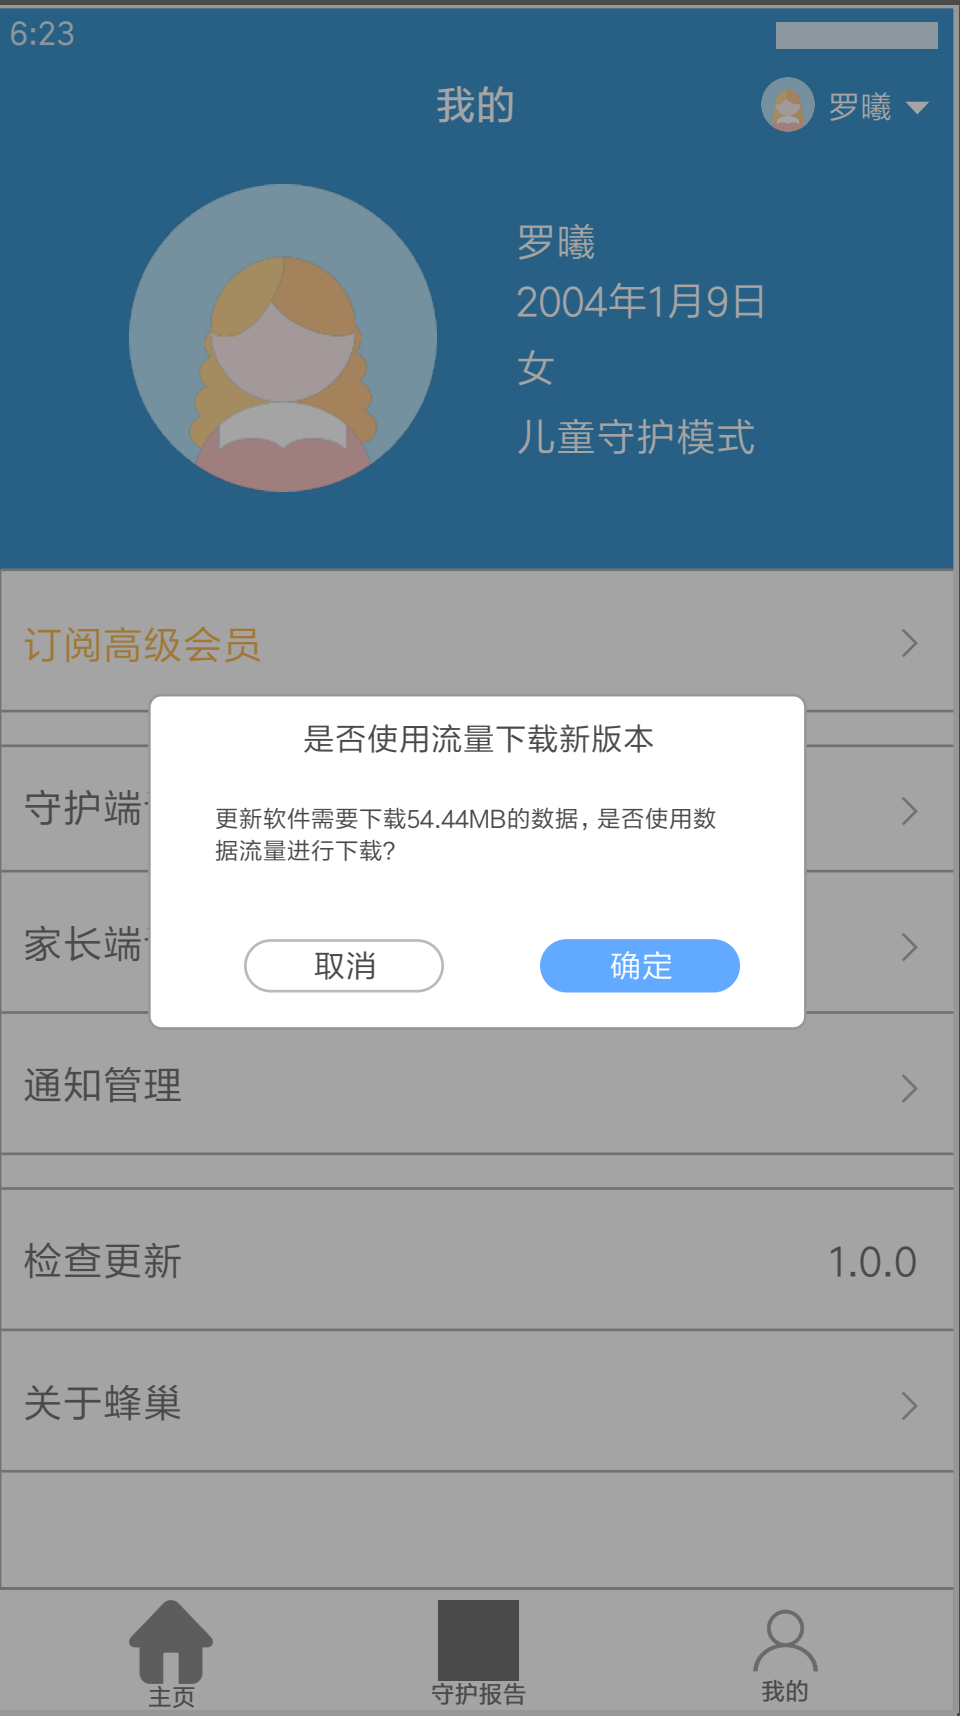 6:23
我的
罗曦
罗曦
2004年1月9日
女
儿童守护模式
订阅高级会员
是否使用流量下载新版本
更新软件需要下载54.44MB的数据，是否使用数
据流量进行下载？
取消
确定
守护端
家长端
通知管理
检查更新
1.0.0
关于蜂巢
主页
守护报告
我的